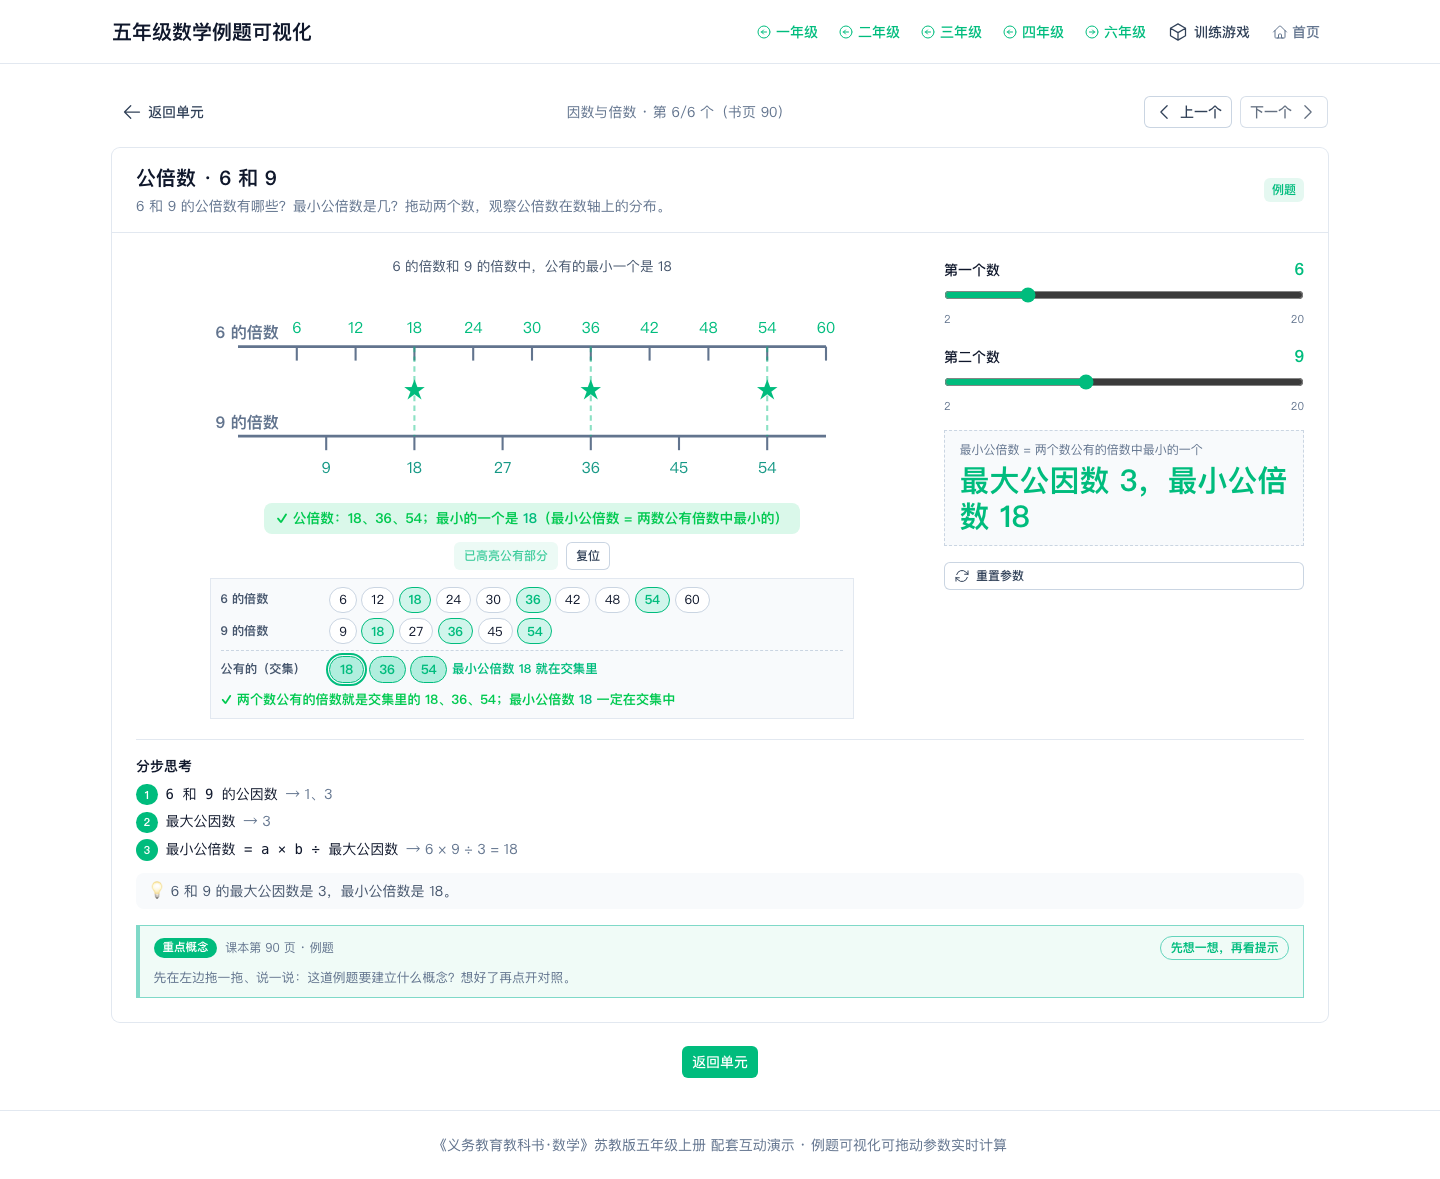 五年级数学例题可视化
一年级 二年级 三年级 四年级 六年级 训练游戏 首页
返回单元
因数与倍数 · 第 6/6 个（书页 90）
上一个 下一个
公倍数 · 6 和 9
6 和 9 的公倍数有哪些？最小公倍数是几？拖动两个数，观察公倍数在数轴上的分布。
例题
6 的倍数和 9 的倍数中，公有的最小一个是 18
6 的倍数 6 12 18 24 30 36 42 48 54 60
9 的倍数
9 18 27 36 45 54
✓ 公倍数：18、36、54；最小的一个是 18（最小公倍数 = 两数公有倍数中最小的）
已高亮公有部分 复位
6 的倍数 6 12 18 24 30 36 42 48 54 60
9 的倍数 9 18 27 36 45 54
公有的（交集） 18 36 54 最小公倍数 18 就在交集里
✓ 两个数公有的倍数就是交集里的 18、36、54；最小公倍数 18 一定在交集中
第一个数 6
2 20
第二个数 9
2 20
最小公倍数 = 两个数公有的倍数中最小的一个
最大公因数 3，最小公倍
数 18
重置参数
分步思考
1 6 和 9 的公因数 → 1、3
2 最大公因数 → 3
3 最小公倍数 = a × b ÷ 最大公因数 → 6 × 9 ÷ 3 = 18
💡 6 和 9 的最大公因数是 3，最小公倍数是 18。
重点概念 课本第 90 页 · 例题
先想一想，再看提示
先在左边拖一拖、说一说：这道例题要建立什么概念？想好了再点开对照。
返回单元
《义务教育教科书·数学》苏教版五年级上册 配套互动演示 · 例题可视化可拖动参数实时计算